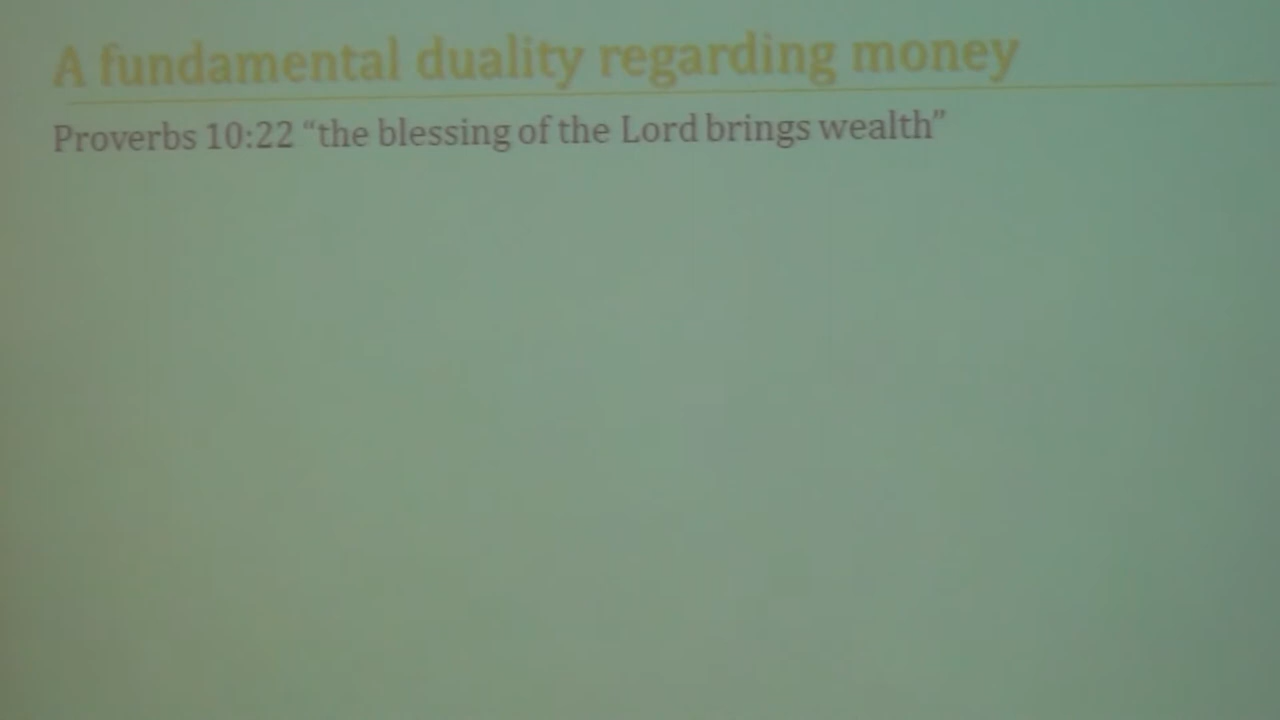 A fundamental duality regarding money
Proverbs 10:22 “the blessing of the Lord brings wealth”